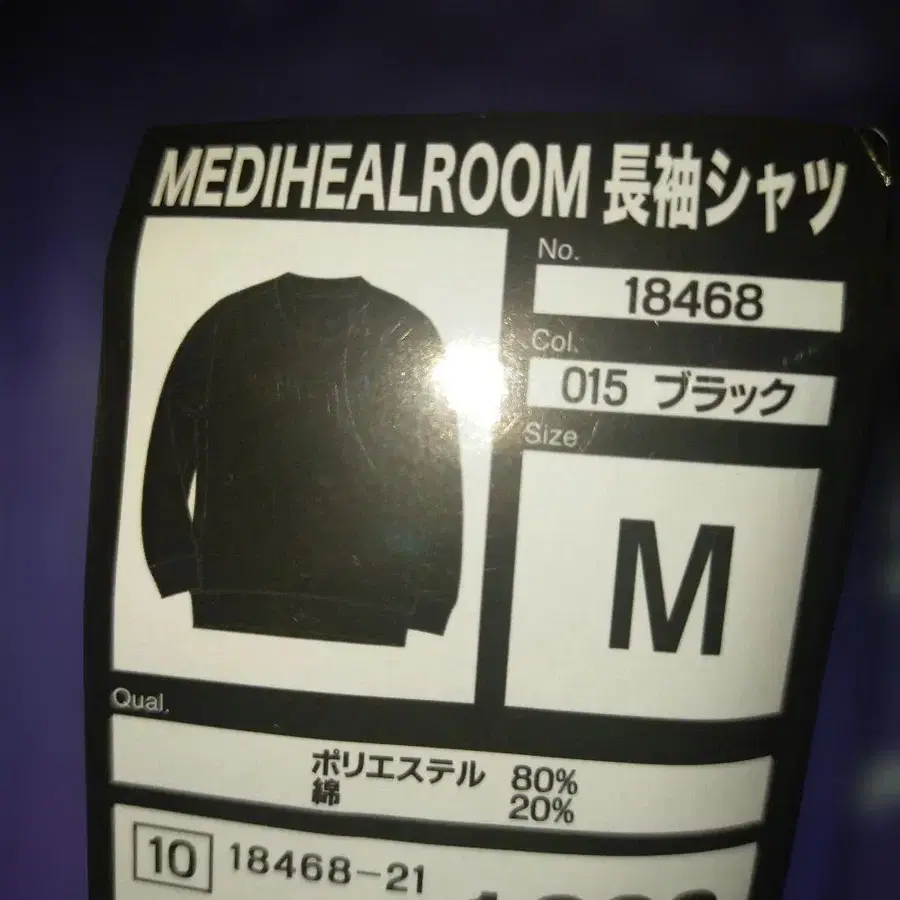 MEDIHEALROOM 長袖シャツ
No.
18468
Col.
015 ブラック
Size
M
Qual.
ポリエステル 80%
綿 20%
10 18468-21